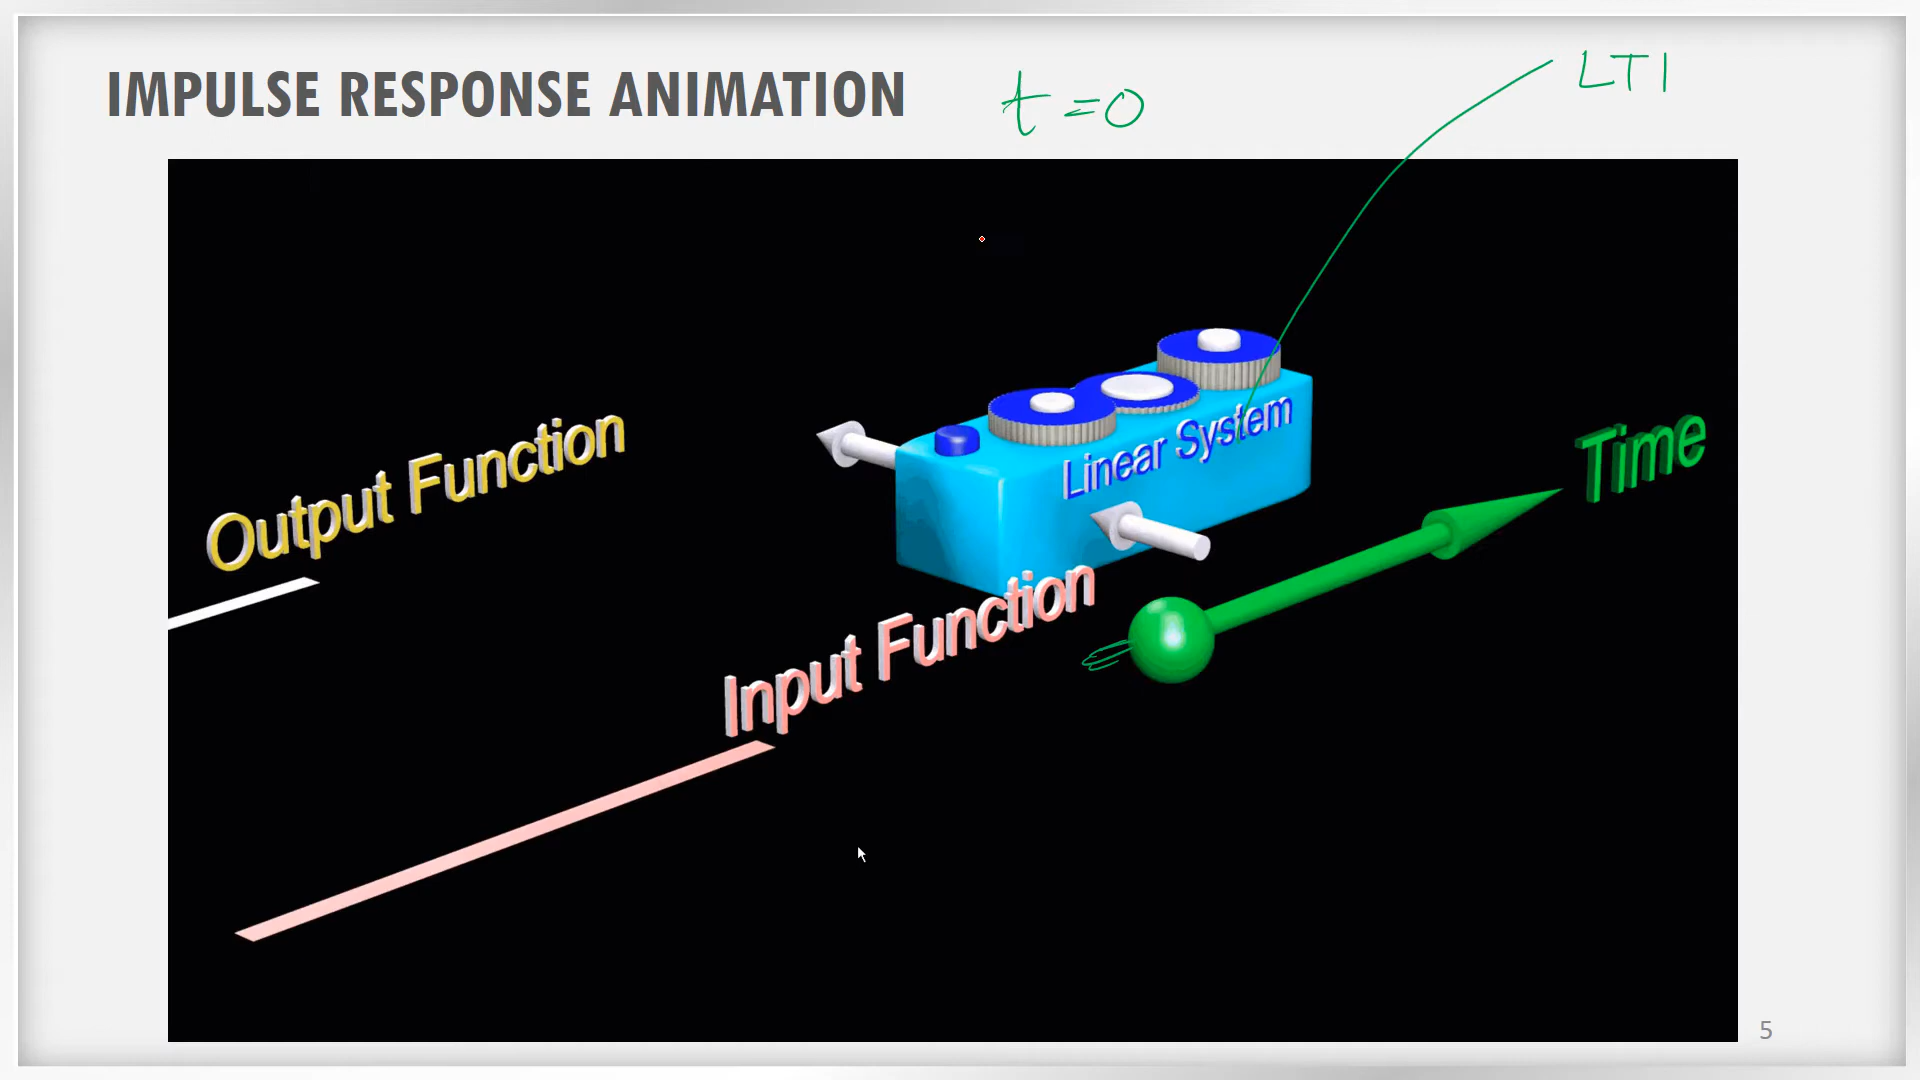 IMPULSE RESPONSE ANIMATION
t=0
LTI
Output Function
Linear System
Time
Input Function
5